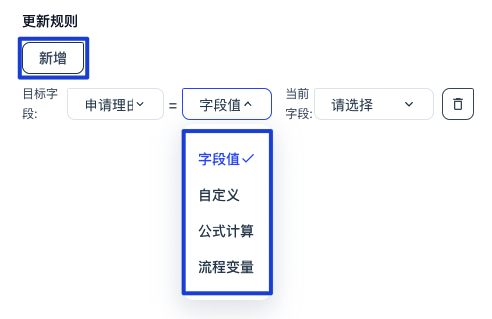 更新规则
新增
目标字段:
申请理由
=
字段值
当前字段:
请选择
字段值
自定义
公式计算
流程变量